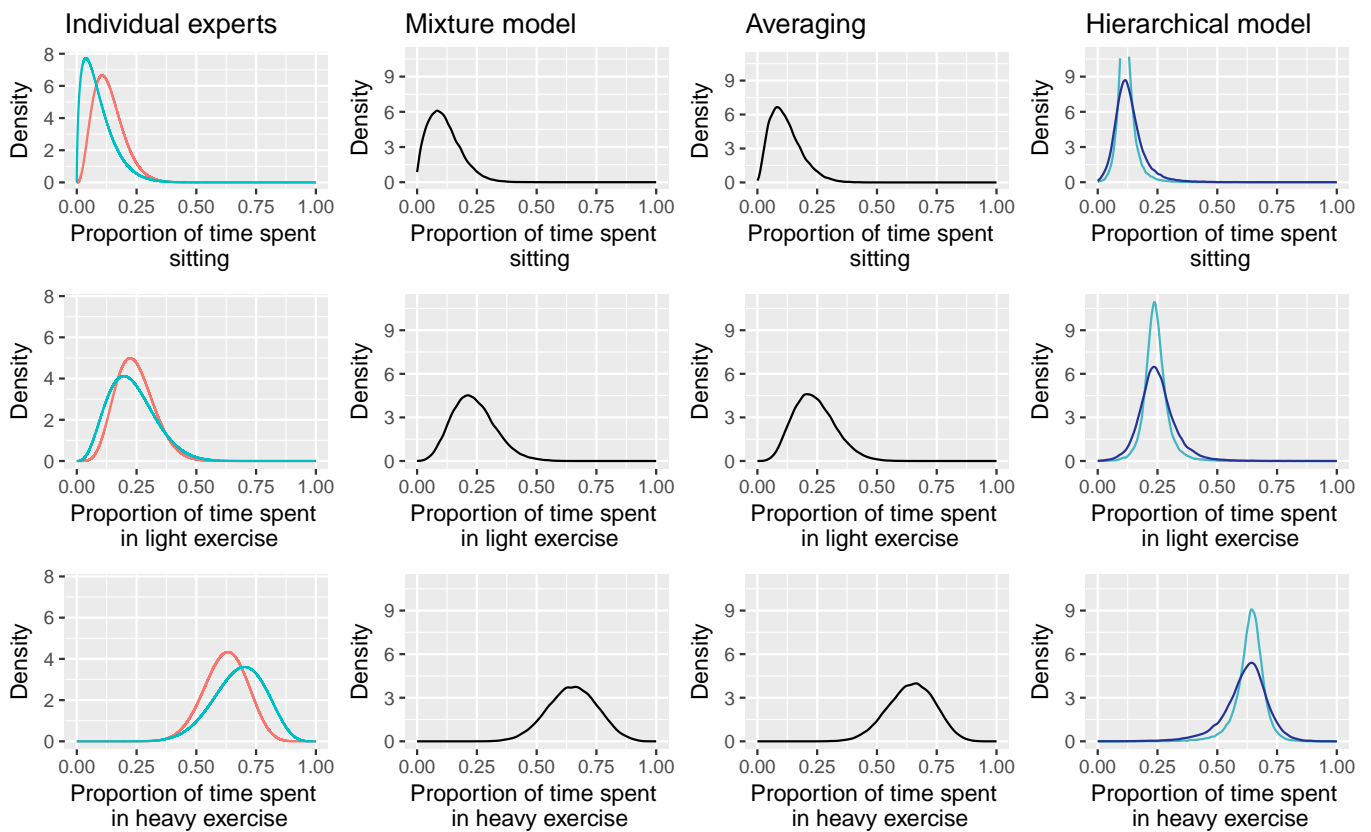 Individual experts
Mixture model
Averaging
Hierarchical model
Density
8
6
4
2
0
0.00 0.25 0.50 0.75 1.00
Proportion of time spent
sitting
Density
9
6
3
0
0.00 0.25 0.50 0.75 1.00
Proportion of time spent
sitting
Density
9
6
3
0
0.00 0.25 0.50 0.75 1.00
Proportion of time spent
sitting
Density
9
6
3
0
0.00 0.25 0.50 0.75 1.00
Proportion of time spent
sitting
Density
8
6
4
2
0
0.00 0.25 0.50 0.75 1.00
Proportion of time spent
in light exercise
Density
9
6
3
0
0.00 0.25 0.50 0.75 1.00
Proportion of time spent
in light exercise
Density
9
6
3
0
0.00 0.25 0.50 0.75 1.00
Proportion of time spent
in light exercise
Density
9
6
3
0
0.00 0.25 0.50 0.75 1.00
Proportion of time spent
in light exercise
Density
8
6
4
2
0
0.00 0.25 0.50 0.75 1.00
Proportion of time spent
in heavy exercise
Density
9
6
3
0
0.00 0.25 0.50 0.75 1.00
Proportion of time spent
in heavy exercise
Density
9
6
3
0
0.00 0.25 0.50 0.75 1.00
Proportion of time spent
in heavy exercise
Density
9
6
3
0
0.00 0.25 0.50 0.75 1.00
Proportion of time spent
in heavy exercise